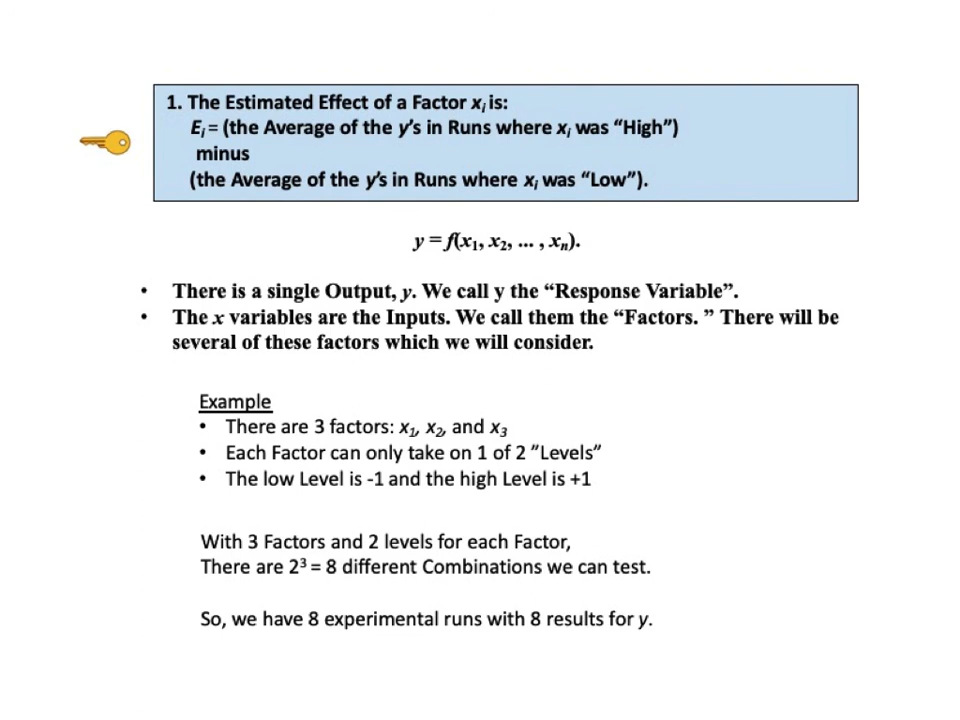 1. The Estimated Effect of a Factor xᵢ is:
Eᵢ = (the Average of the y's in Runs where xᵢ was “High”)
minus
(the Average of the y's in Runs where xᵢ was “Low”).
y = f(x₁, x₂, ... , xₙ).
• There is a single Output, y. We call y the “Response Variable”.
• The x variables are the Inputs. We call them the “Factors. ” There will be
several of these factors which we will consider.
Example
• There are 3 factors: x₁, x₂, and x₃
• Each Factor can only take on 1 of 2 ”Levels”
• The low Level is -1 and the high Level is +1
With 3 Factors and 2 levels for each Factor,
There are 2³ = 8 different Combinations we can test.
So, we have 8 experimental runs with 8 results for y.